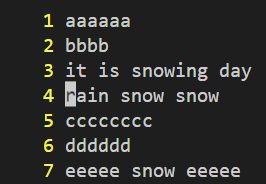 1 aaaaaa
2 bbbb
3 it is snowing day
4 rain snow snow
5 cccccccc
6 dddddd
7 eeeee snow eeeee